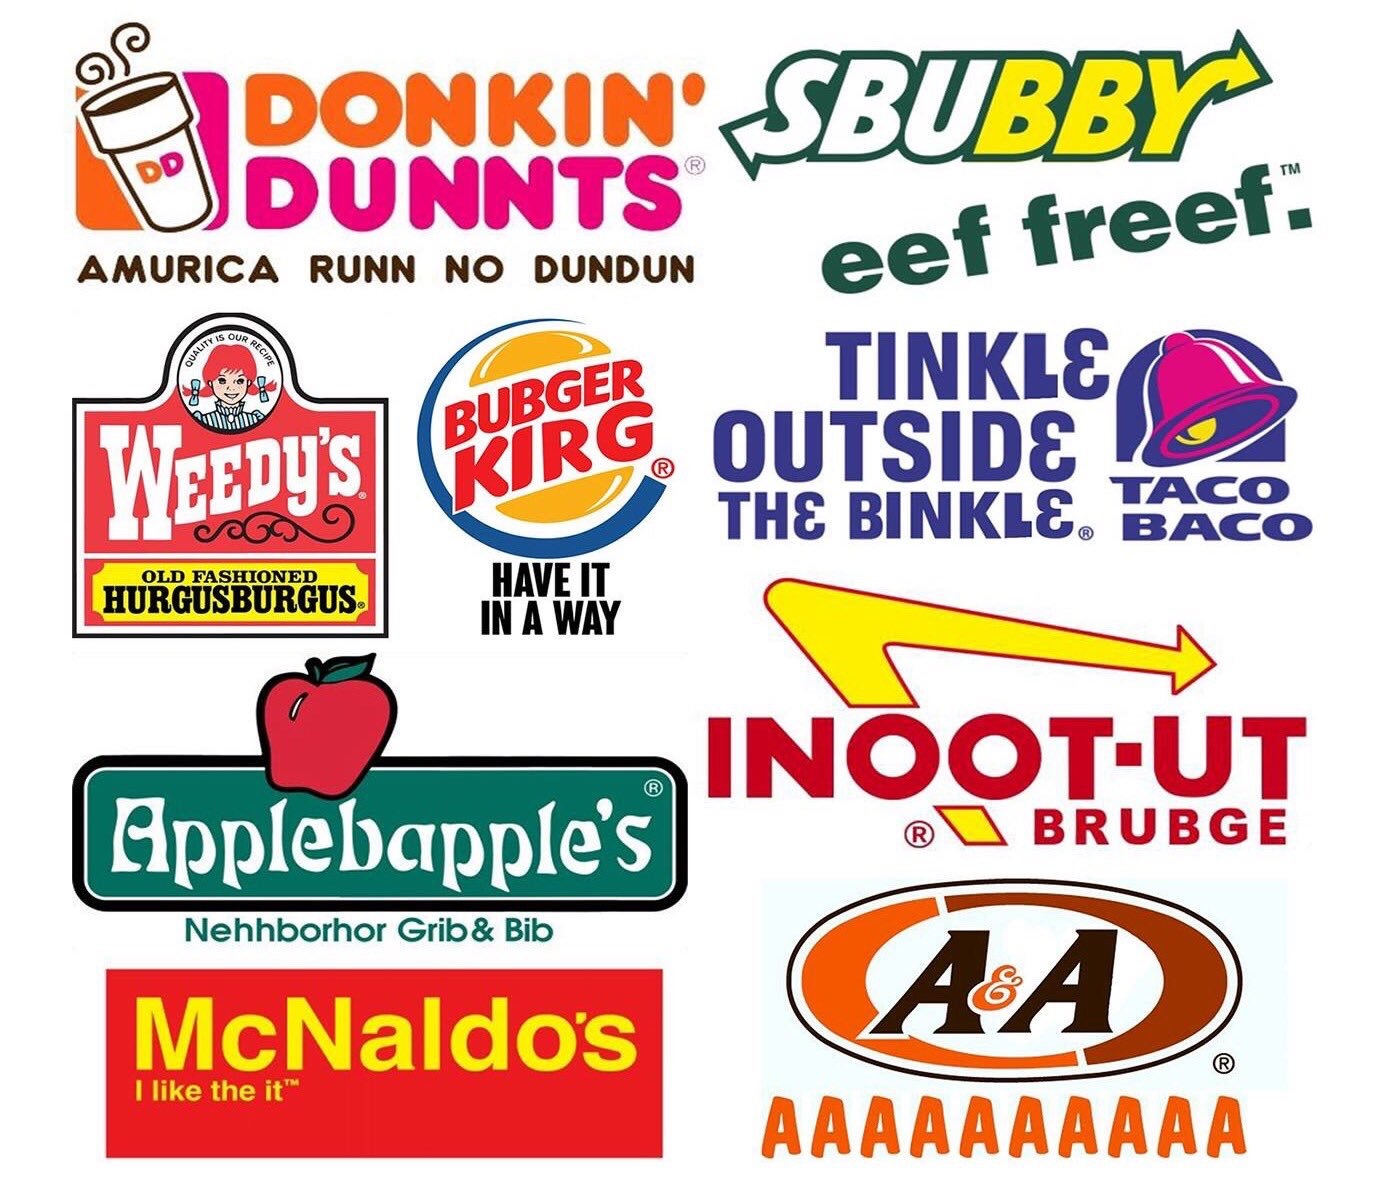 DD
DONKIN'
DUNNTS®
AMURICA RUNN NO DUNDUN
SBUBBY
eef freef.™
QUALITY IS OUR RECIPE
WEEDY'S®
OLD FASHIONED
HURGUSBURGUS®
BUBGER
KIRG®
HAVE IT
IN A WAY
TINKLE
OUTSIDE
THE BINKLE®
TACO
BACO
INOOT-UT
® BRUBGE
Applebapple's®
Nehhborhor Grib & Bib
McNaldo's
I like the it™
A&A®
AAAAAAAAAA